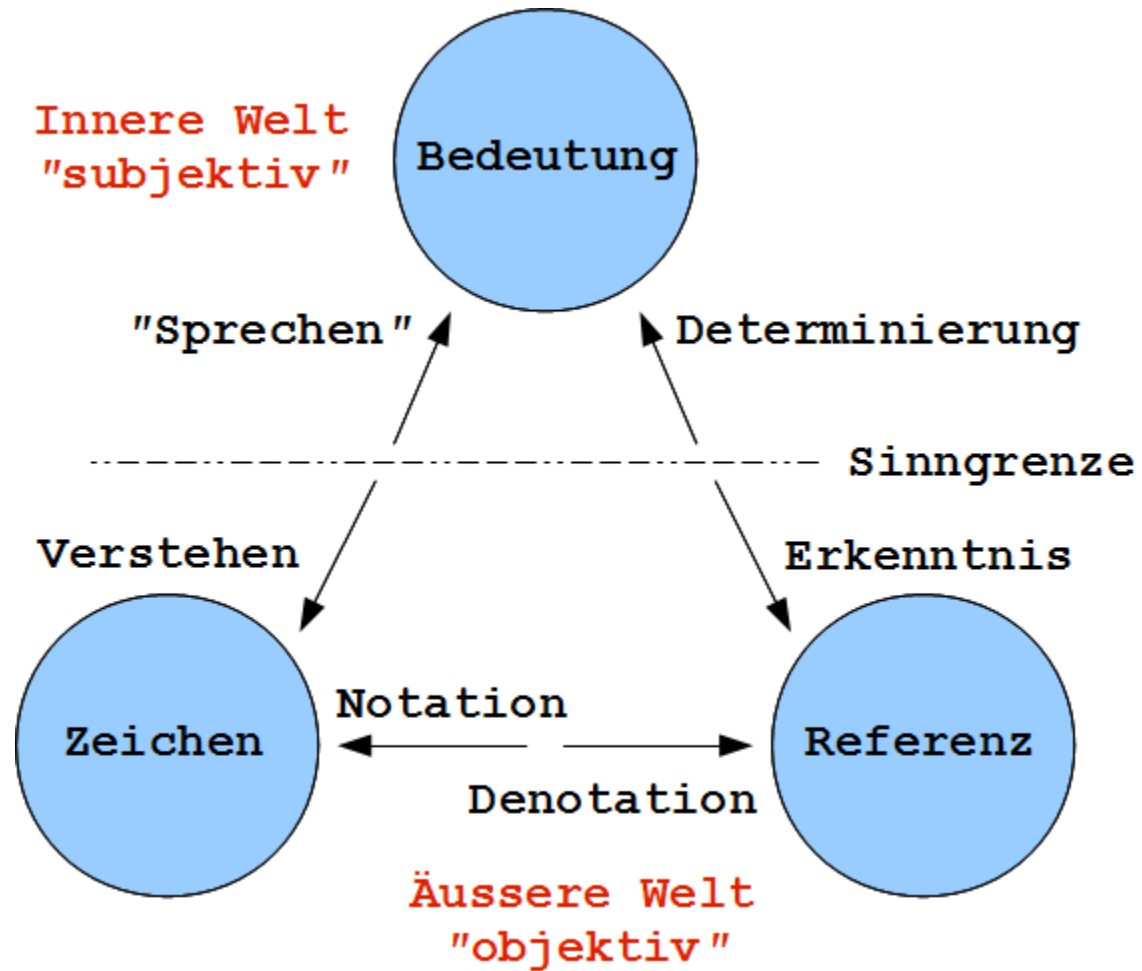 Innere Welt
"subjektiv"
Bedeutung
"Sprechen"
Determinierung
Sinngrenze
Verstehen
Erkenntnis
Notation
Zeichen
Referenz
Denotation
Äussere Welt
"objektiv"